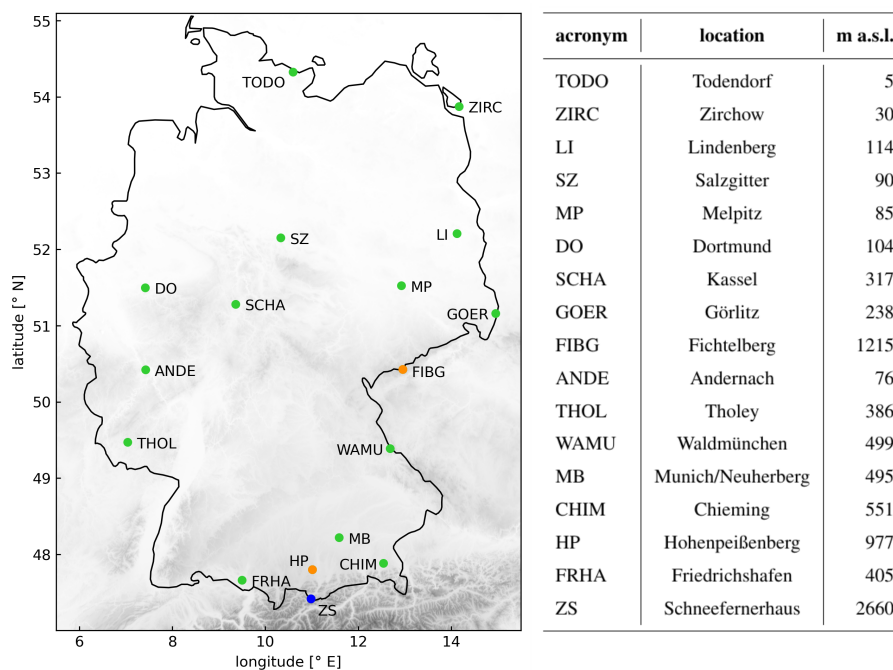 55
54
53
52
51
50
49
48
latitude [° N]
6
8
10
12
14
longitude [° E]
TODO
ZIRC
SZ
LI
DO
SCHA
MP
GOER
ANDE
FIBG
THOL
WAMU
MB
HP
CHIM
FRHA
ZS
acronym location m a.s.l.
TODO Todendorf 5
ZIRC Zirchow 30
LI Lindenberg 114
SZ Salzgitter 90
MP Melpitz 85
DO Dortmund 104
SCHA Kassel 317
GOER Görlitz 238
FIBG Fichtelberg 1215
ANDE Andernach 76
THOL Tholey 386
WAMU Waldmünchen 499
MB Munich/Neuherberg 495
CHIM Chieming 551
HP Hohenpeißenberg 977
FRHA Friedrichshafen 405
ZS Schneefernerhaus 2660